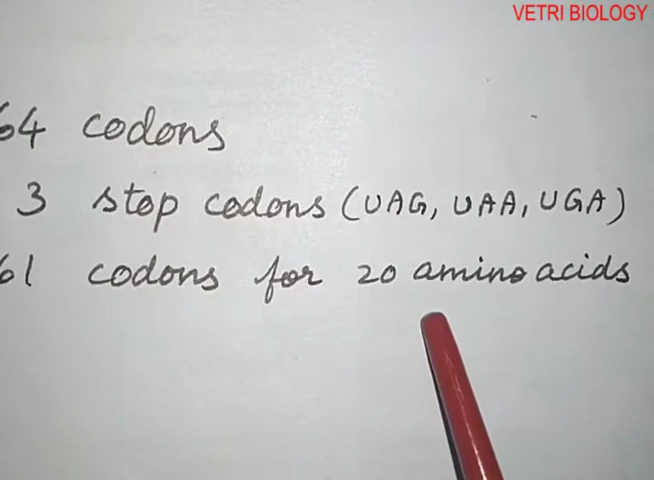 VETRI BIOLOGY
64 codons
3 stop codons (UAG, UAA, UGA)
61 codons for 20 amino acids